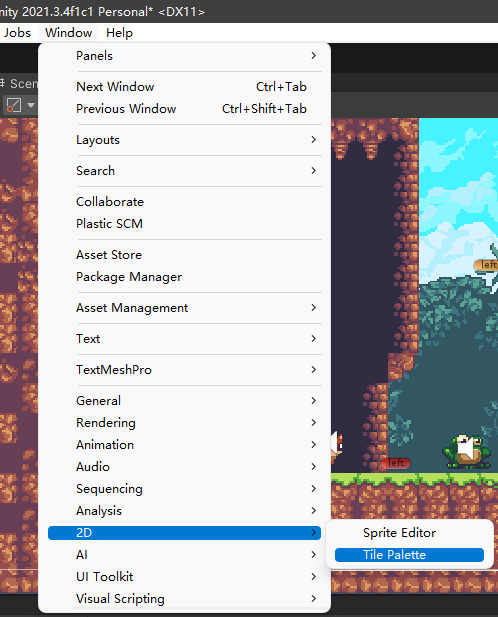 nity 2021.3.4f1c1 Personal* <DX11>
Jobs Window Help
# Scen
Panels
Next Window Ctrl+Tab
Previous Window Ctrl+Shift+Tab
Layouts
Search
Collaborate
Plastic SCM
Asset Store
Package Manager
Asset Management
Text
TextMeshPro
General
Rendering
Animation
Audio
Sequencing
Analysis
2D
AI
UI Toolkit
Visual Scripting
Sprite Editor
Tile Palette
left
left